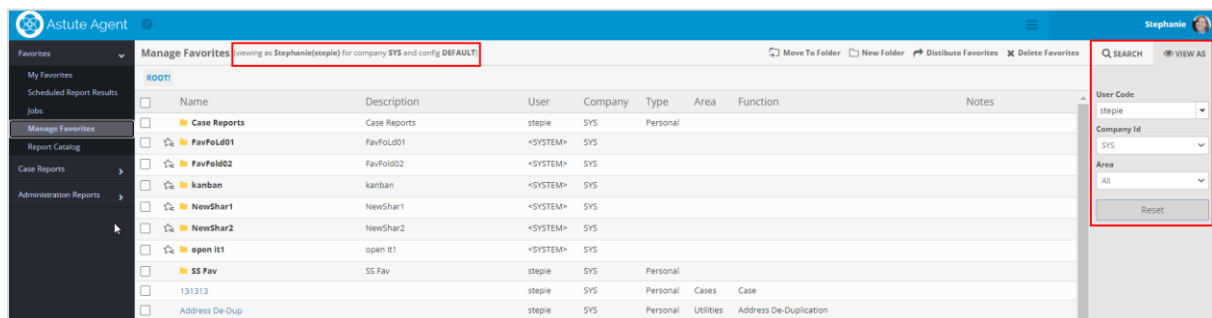 Astute Agent
Stephanie
Favorites
My Favorites
Scheduled Report Results
Jobs
Manage Favorites
Report Catalog
Case Reports
Administration Reports
Manage Favorites (viewing as Stephanie(stepie) for company SYS and config DEFAULT)
Move To Folder New Folder Distibute Favorites Delete Favorites
ROOT!
Name Description User Company Type Area Function Notes
Case Reports Case Reports stepie SYS Personal
FavFoLd01 FavFoLd01 <SYSTEM> SYS
FavFold02 FavFold02 <SYSTEM> SYS
kanban kanban <SYSTEM> SYS
NewShar1 NewShar1 <SYSTEM> SYS
NewShar2 NewShar2 <SYSTEM> SYS
open it1 open it1 <SYSTEM> SYS
SS Fav SS Fav stepie SYS Personal
131313 stepie SYS Personal Cases Case
Address De-Dup stepie SYS Personal Utilities Address De-Duplication
SEARCH VIEW AS
User Code
stepie
Company Id
SYS
Area
All
Reset